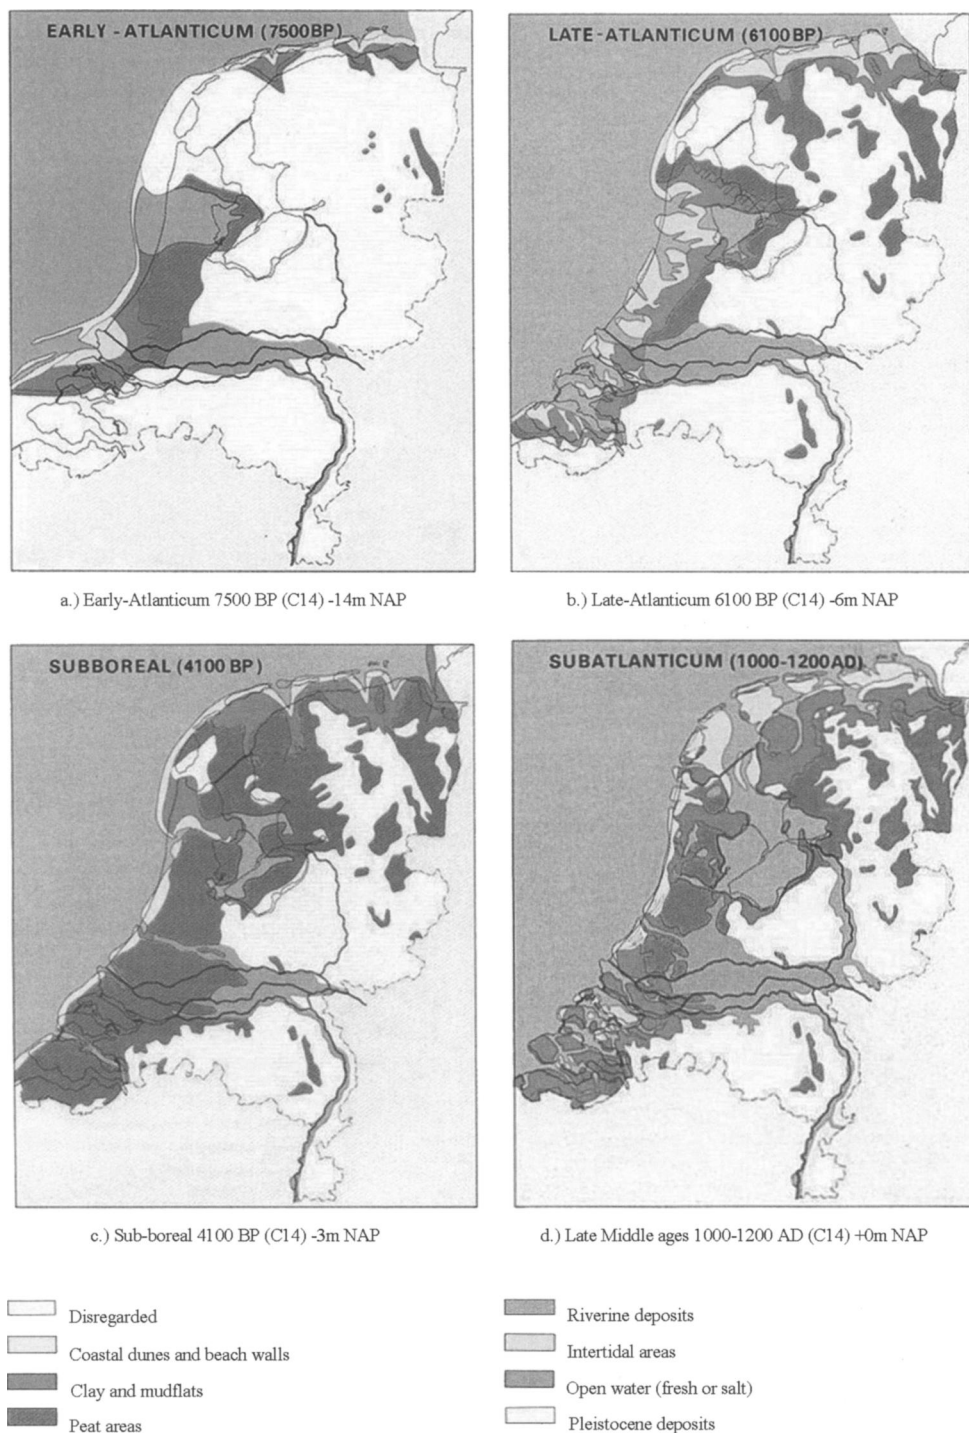 EARLY - ATLANTICUM (7500BP)
LATE-ATLANTICUM (6100BP)
a.) Early-Atlanticum 7500 BP (C14) -14m NAP
b.) Late-Atlanticum 6100 BP (C14) -6m NAP
SUBBOREAL (4100 BP)
SUBATLANTICUM (1000-1200AD)
c.) Sub-boreal 4100 BP (C14) -3m NAP
d.) Late Middle ages 1000-1200 AD (C14) +0m NAP
Disregarded
Coastal dunes and beach walls
Clay and mudflats
Peat areas
Riverine deposits
Intertidal areas
Open water (fresh or salt)
Pleistocene deposits